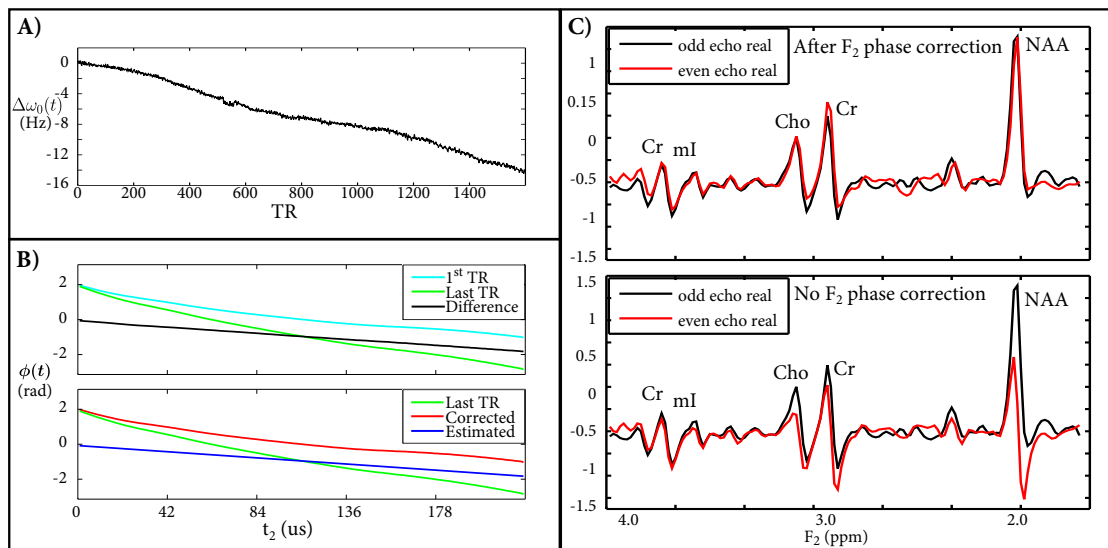 A)
0
-4
Δω₀(t)
(Hz) -8
-12
-16
0 200 400 600 800 1000 1200 1400
TR
B)
2
0
-2
1st TR
Last TR
Difference
ϕ(t)
(rad)
2
0
-2
Last TR
Corrected
Estimated
0 42 84 136 178
t₂ (us)
C)
odd echo real
even echo real
After F₂ phase correction
NAA
1
0.15
0
-0.5
-1
-1.5
Cr
mI
Cho
Cr
odd echo real
even echo real
No F₂ phase correction
NAA
1.5
1
0.15
0
-0.5
-1
-1.5
Cr
mI
Cho
Cr
4.0 3.0 2.0
F₂ (ppm)